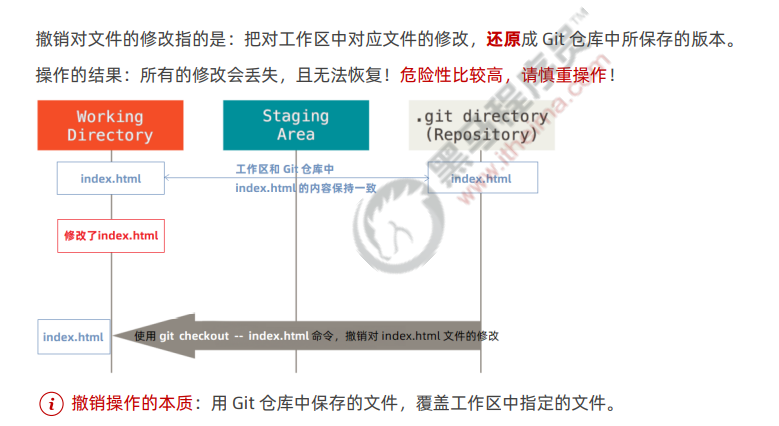 撤销对文件的修改指的是：把对工作区中对应文件的修改，还原成 Git 仓库中所保存的版本。
操作的结果：所有的修改会丢失，且无法恢复！危险性比较高，请慎重操作！
Working
Directory
Staging
Area
.git directory
(Repository)
index.html
工作区和 Git 仓库中
index.html 的内容保持一致
index.html
修改了index.html
index.html
使用 git checkout -- index.html 命令，撤销对 index.html 文件的修改
i 撤销操作的本质：用 Git 仓库中保存的文件，覆盖工作区中指定的文件。
黑马程序员
www.itheima.com